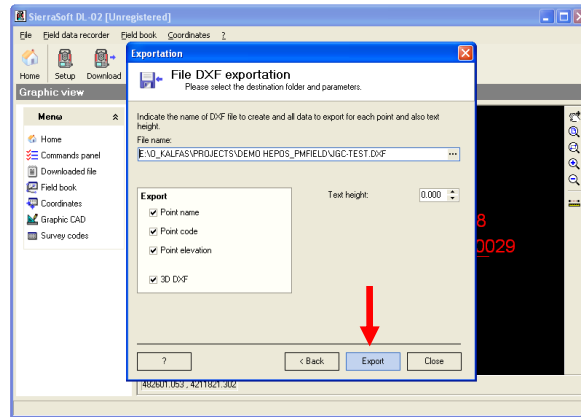 SierraSoft DL-02 [Unregistered]
File Field data recorder Field book Coordinates ?
Home Setup Download
Graphic view
Menu
Home
Commands panel
Downloaded file
Field book
Coordinates
Graphic CAD
Survey codes
Exportation
File DXF exportation
Please select the destination folder and parameters.
Indicate the name of DXF file to create and all data to export for each point and also text
height.
File name:
E:\0_KALFAS\PROJECTS\DEMO HEPOS_PMFIELD\JGC-TEST.DXF ...
Export
Text height: 0.000
Point name
Point code
Point elevation
3D DXF
? < Back Export Close
8
0029
482601.053 , 4211821.302